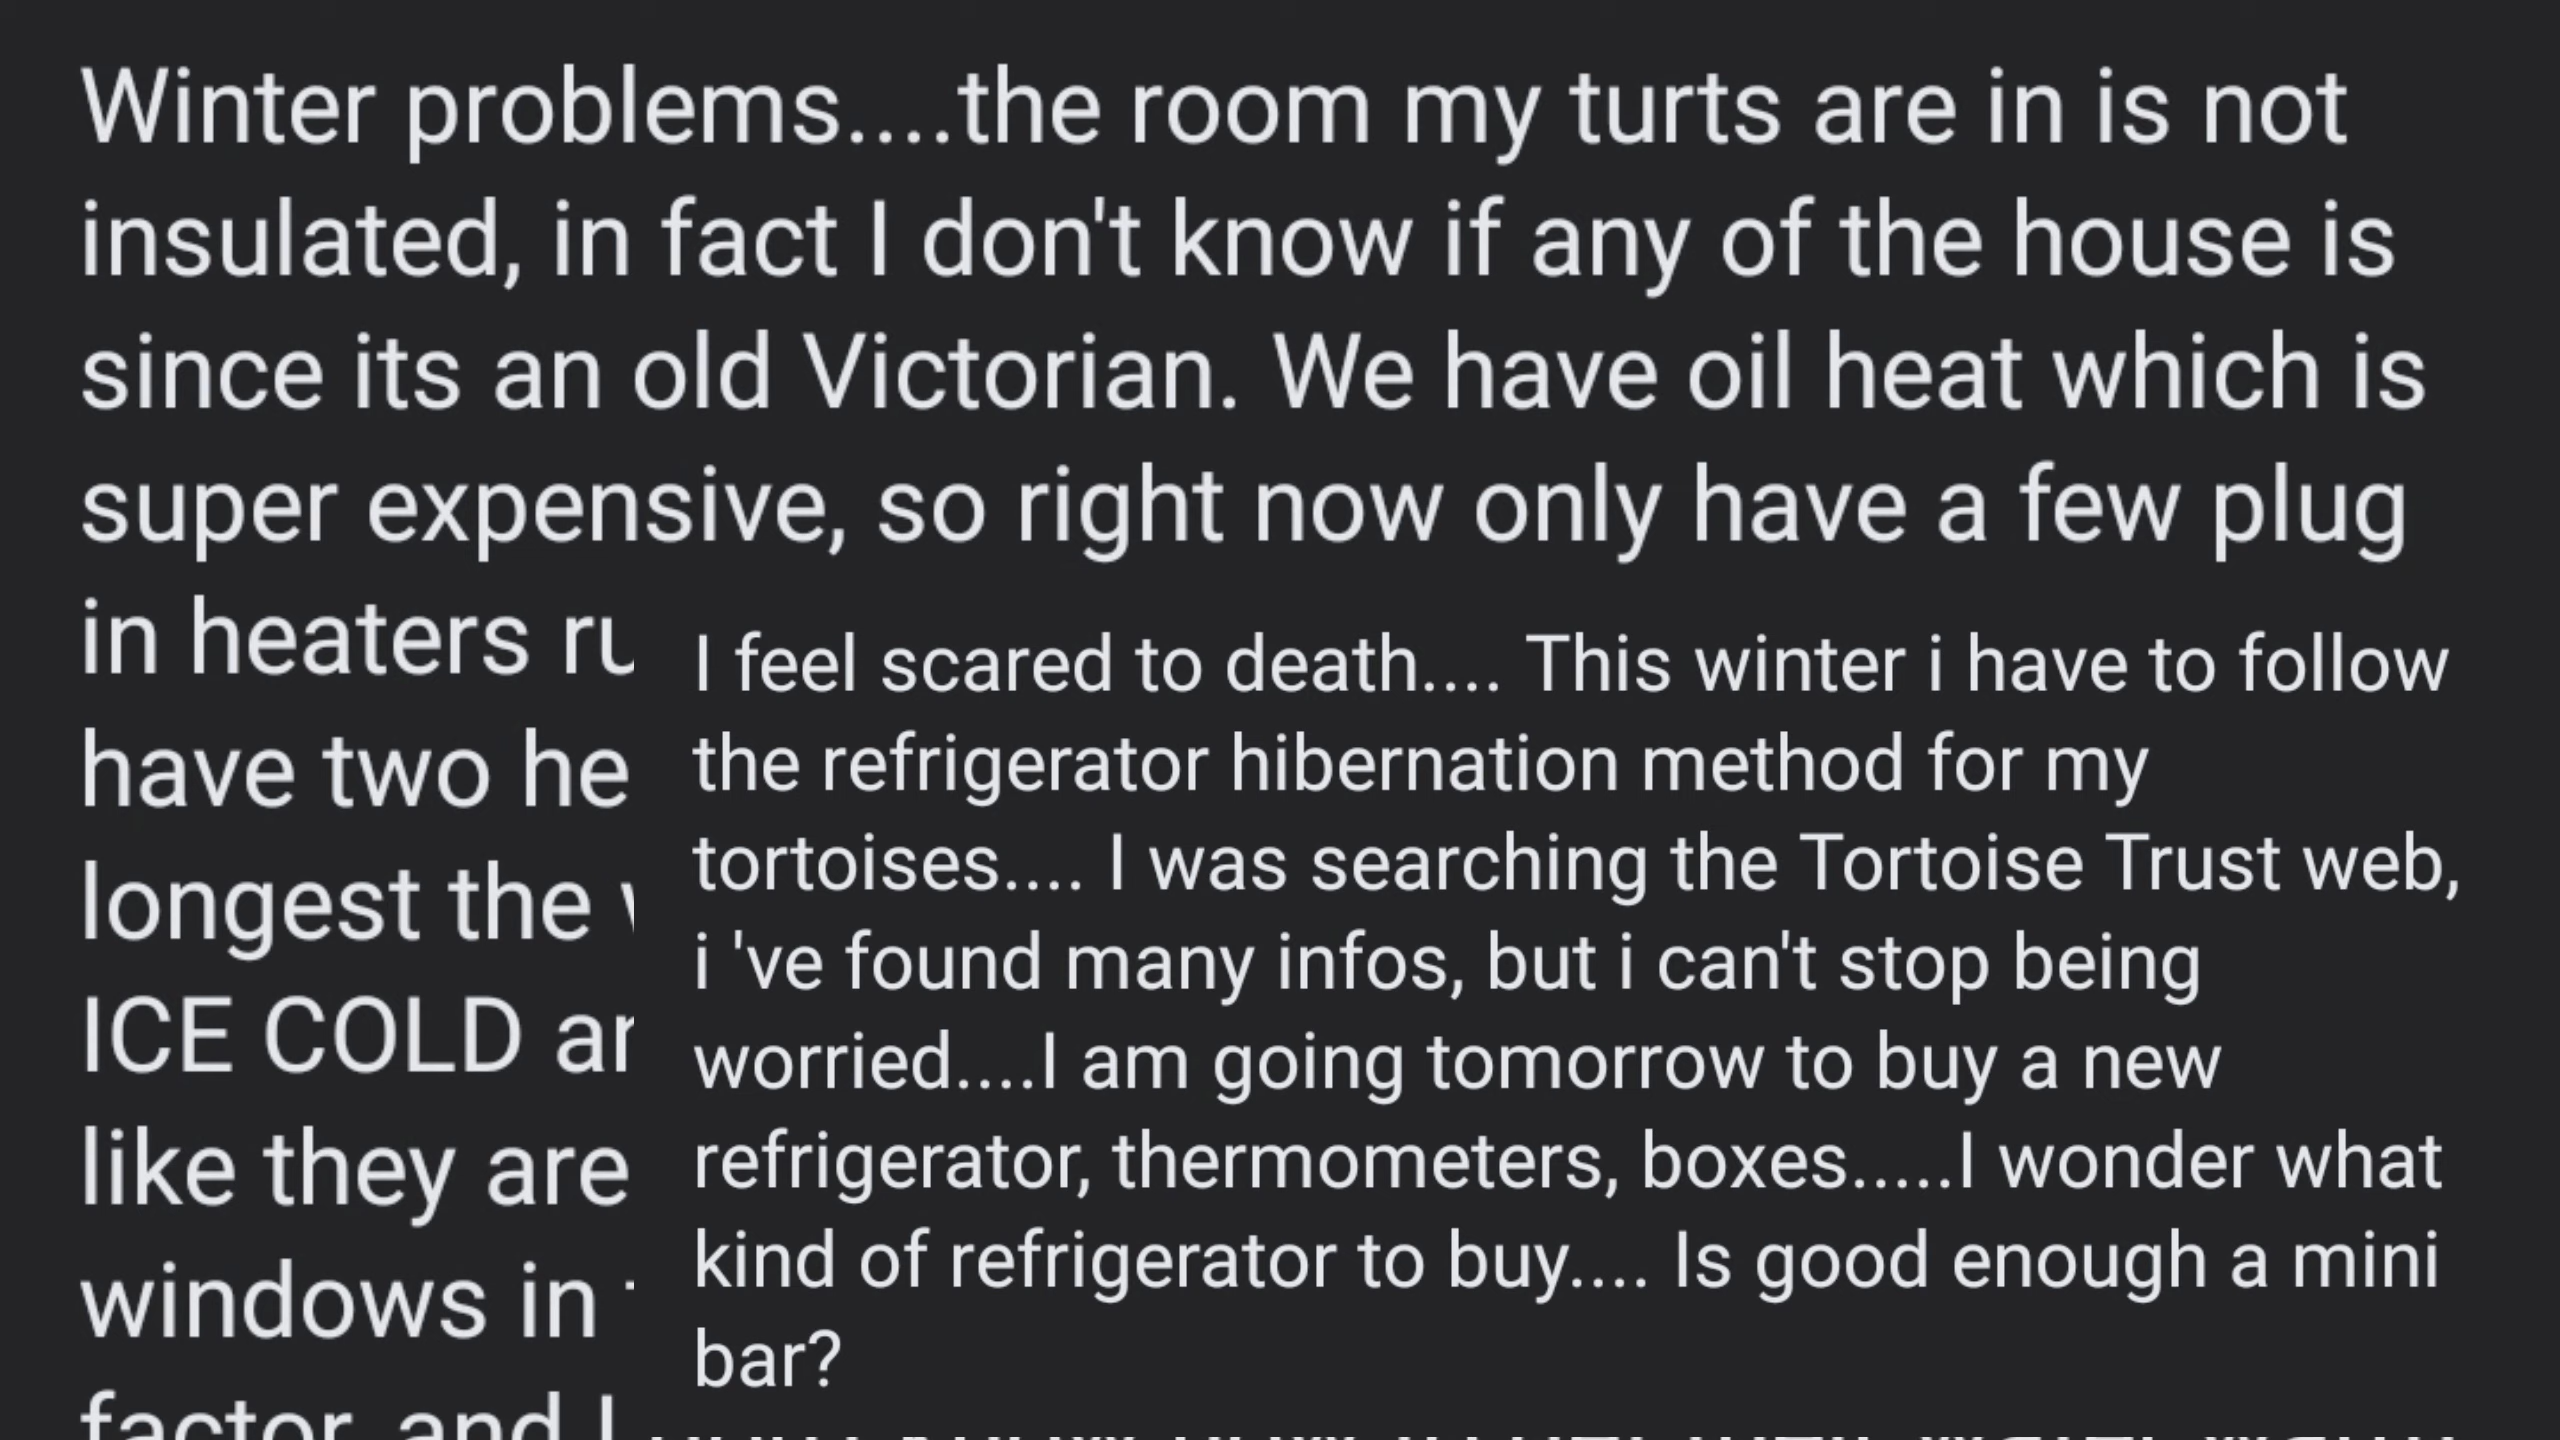 Winter problems....the room my turts are in is not
insulated, in fact I don't know if any of the house is
since its an old Victorian. We have oil heat which is
super expensive, so right now only have a few plug
in heaters
have two
longest the
ICE COLD
like they are
windows in
factor, and I
I feel scared to death.... This winter i have to follow
the refrigerator hibernation method for my
tortoises.... I was searching the Tortoise Trust web,
i 've found many infos, but i can't stop being
worried....I am going tomorrow to buy a new
refrigerator, thermometers, boxes.....I wonder what
kind of refrigerator to buy.... Is good enough a mini
bar?